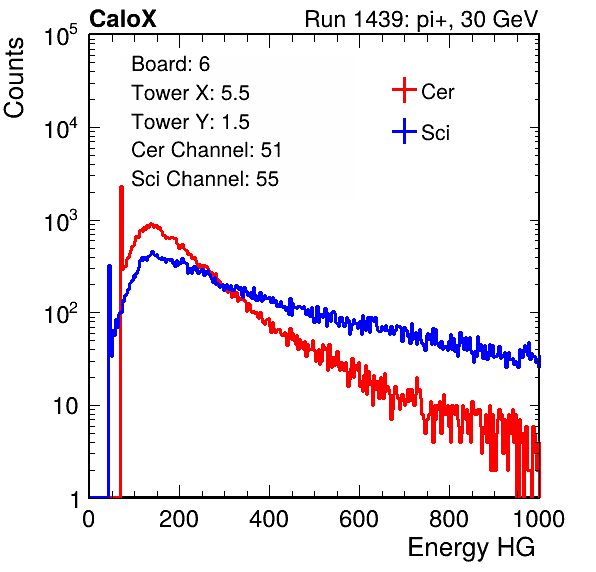 CaloX Run 1439: pi+, 30 GeV
Counts
10^5
10^4
10^3
10^2
10
1
Board: 6
Tower X: 5.5
Tower Y: 1.5
Cer Channel: 51
Sci Channel: 55
Cer
Sci
0 200 400 600 800 1000
Energy HG